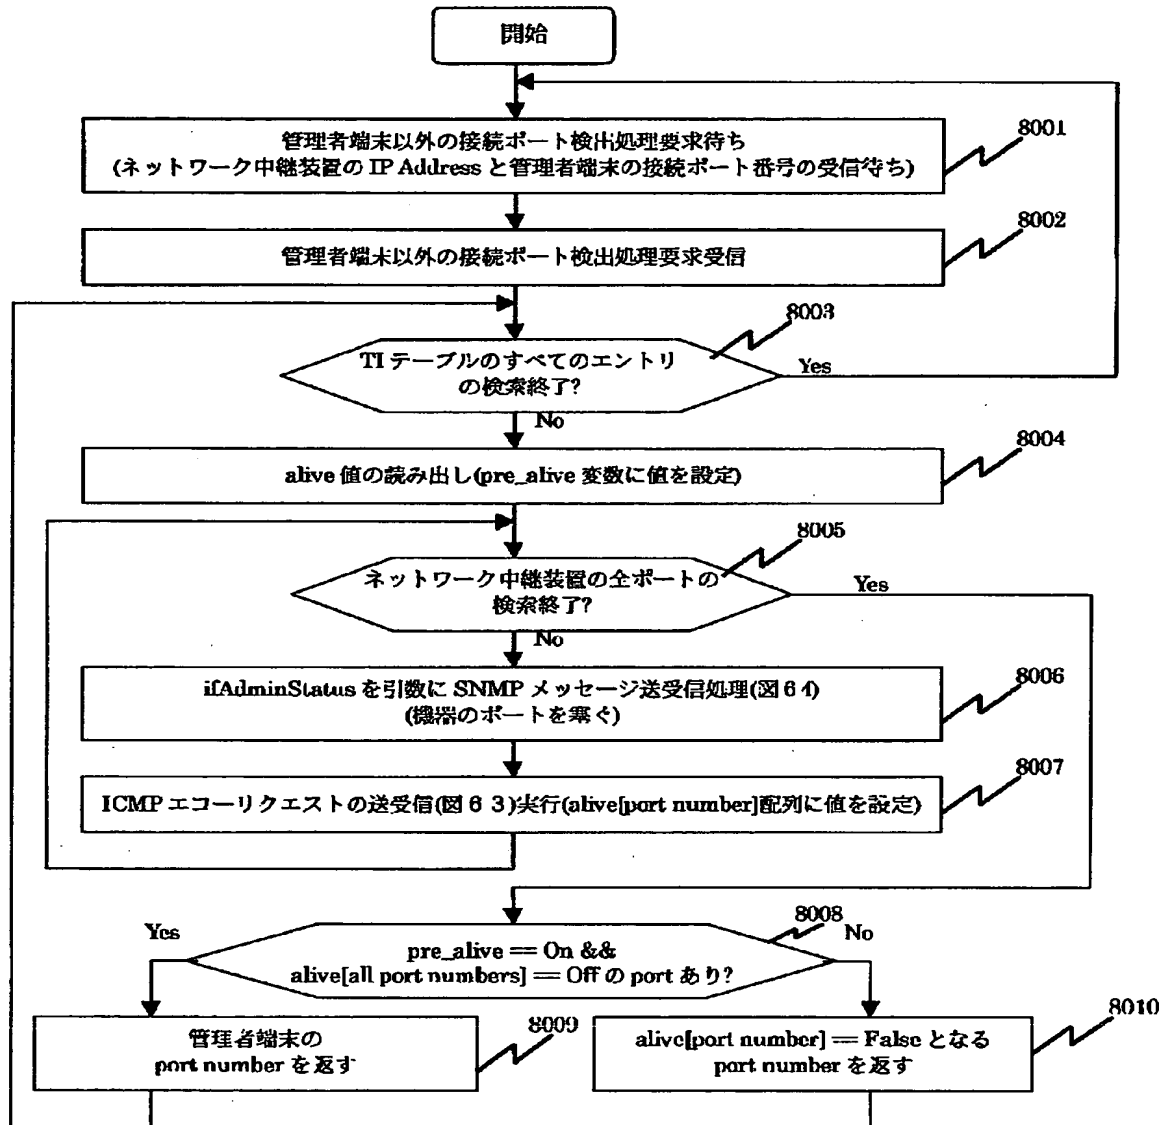 開始
管理者端末以外の接続ポート検出処理要求待ち
(ネットワーク中継装置の IP Address と管理者端末の接続ポート番号の受信待ち)
8001
管理者端末以外の接続ポート検出処理要求受信
8002
TI テーブルのすべてのエントリ
の検索終了?
8003
Yes
No
alive 値の読み出し(pre_alive 変数に値を設定)
8004
ネットワーク中継装置の全ポートの
検索終了?
8005
Yes
No
ifAdminStatus を引数に SNMP メッセージ送受信処理(図６４)
(機器のポートを塞ぐ)
8006
ICMP エコーリクエストの送受信(図６３)実行(alive[port number]配列に値を設定)
8007
pre_alive == On &&
alive[all port numbers] == Off の port あり?
8008
Yes
No
管理者端末の
port number を返す
8009
alive[port number] == False となる
port number を返す
8010